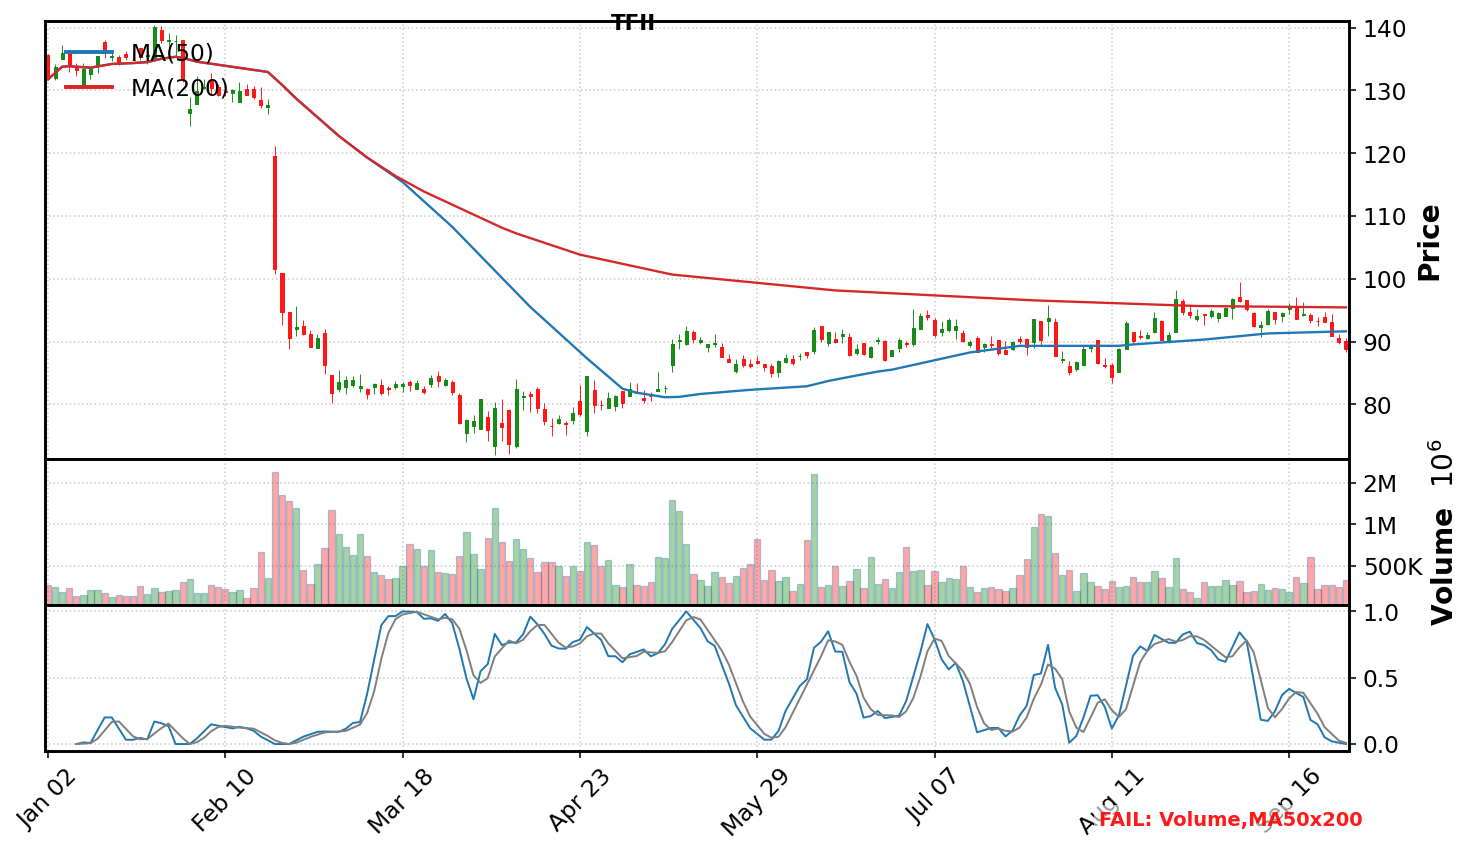 TFII
MA(50)
MA(200)
140
130
120
110
100
90
80
Price
2M
1M
500K
Volume 10^6
1.0
0.5
0.0
Jan 02
Feb 10
Mar 18
Apr 23
May 29
Jul 07
Aug 11
Sep 16
FAIL: Volume,MA50x200